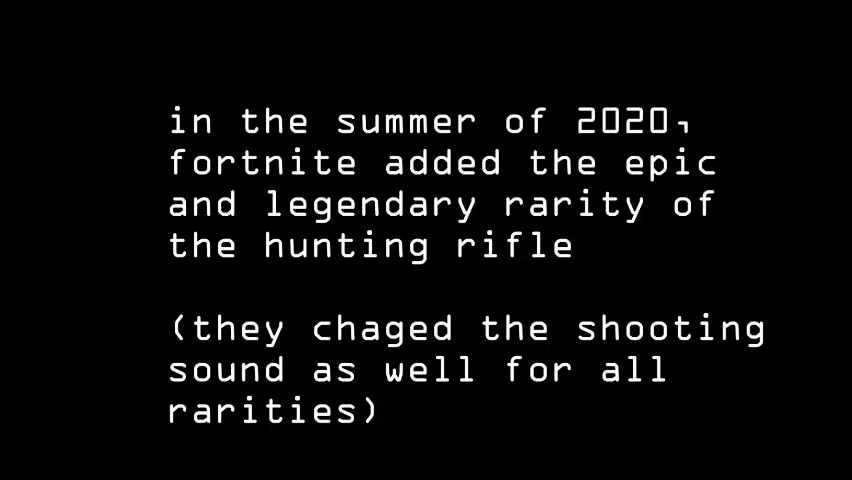 in the summer of 2020,
fortnite added the epic
and legendary rarity of
the hunting rifle
(they chaged the shooting
sound as well for all
rarities)